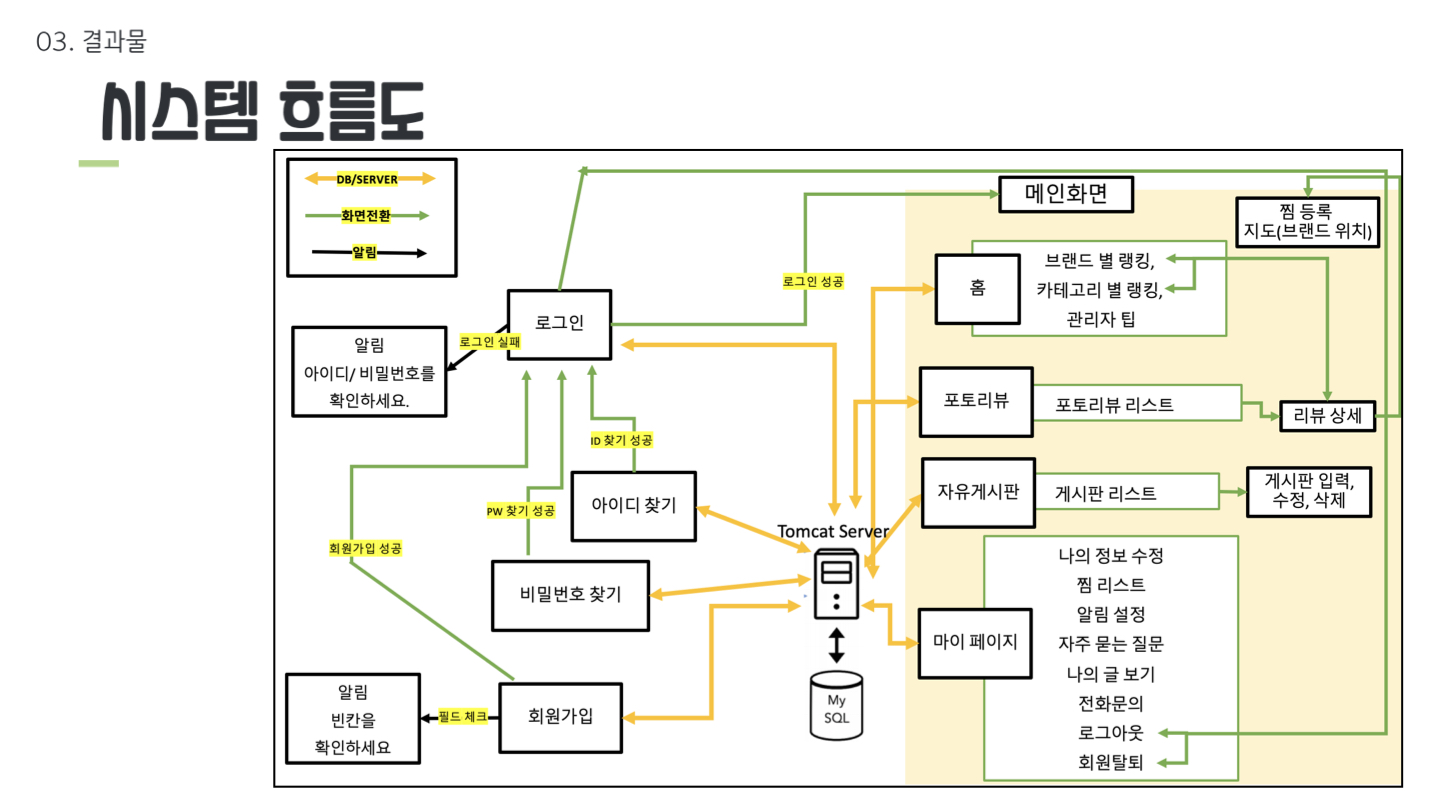 03. 결과물
시스템 흐름도
DB/SERVER
화면전환
알림
메인화면
찜 등록
지도(브랜드 위치)
로그인 성공
홈
브랜드 별 랭킹,
카테고리 별 랭킹,
관리자 팁
로그인
로그인 실패
알림
아이디/ 비밀번호를
확인하세요.
포토리뷰
포토리뷰 리스트
리뷰 상세
ID 찾기 성공
아이디 찾기
PW 찾기 성공
자유게시판
게시판 리스트
게시판 입력,
수정, 삭제
Tomcat Server
회원가입 성공
비밀번호 찾기
마이 페이지
나의 정보 수정
찜 리스트
알림 설정
자주 묻는 질문
나의 글 보기
전화문의
로그아웃
회원탈퇴
My
SQL
알림
빈칸을
확인하세요
필드 체크
회원가입